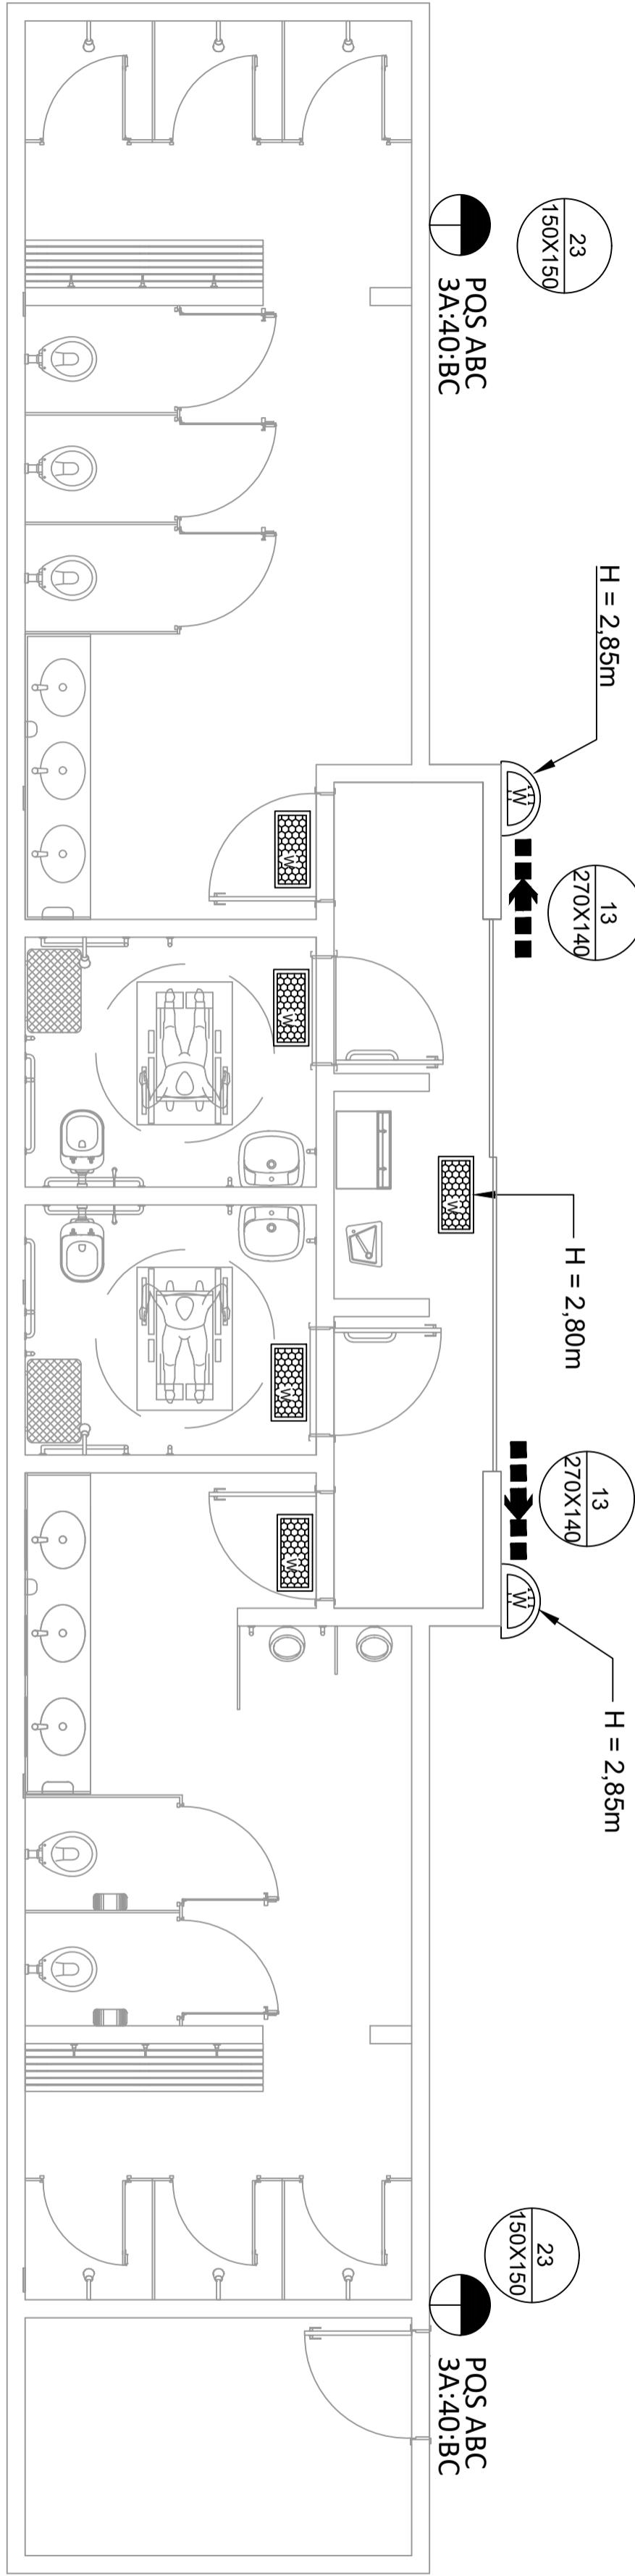 23
150X150
PQS ABC
3A:40:BC
H = 2,85m
W
13
270X140
W
W
W
H = 2,80m
W
W
13
270X140
W
H = 2,85m
23
150X150
PQS ABC
3A:40:BC